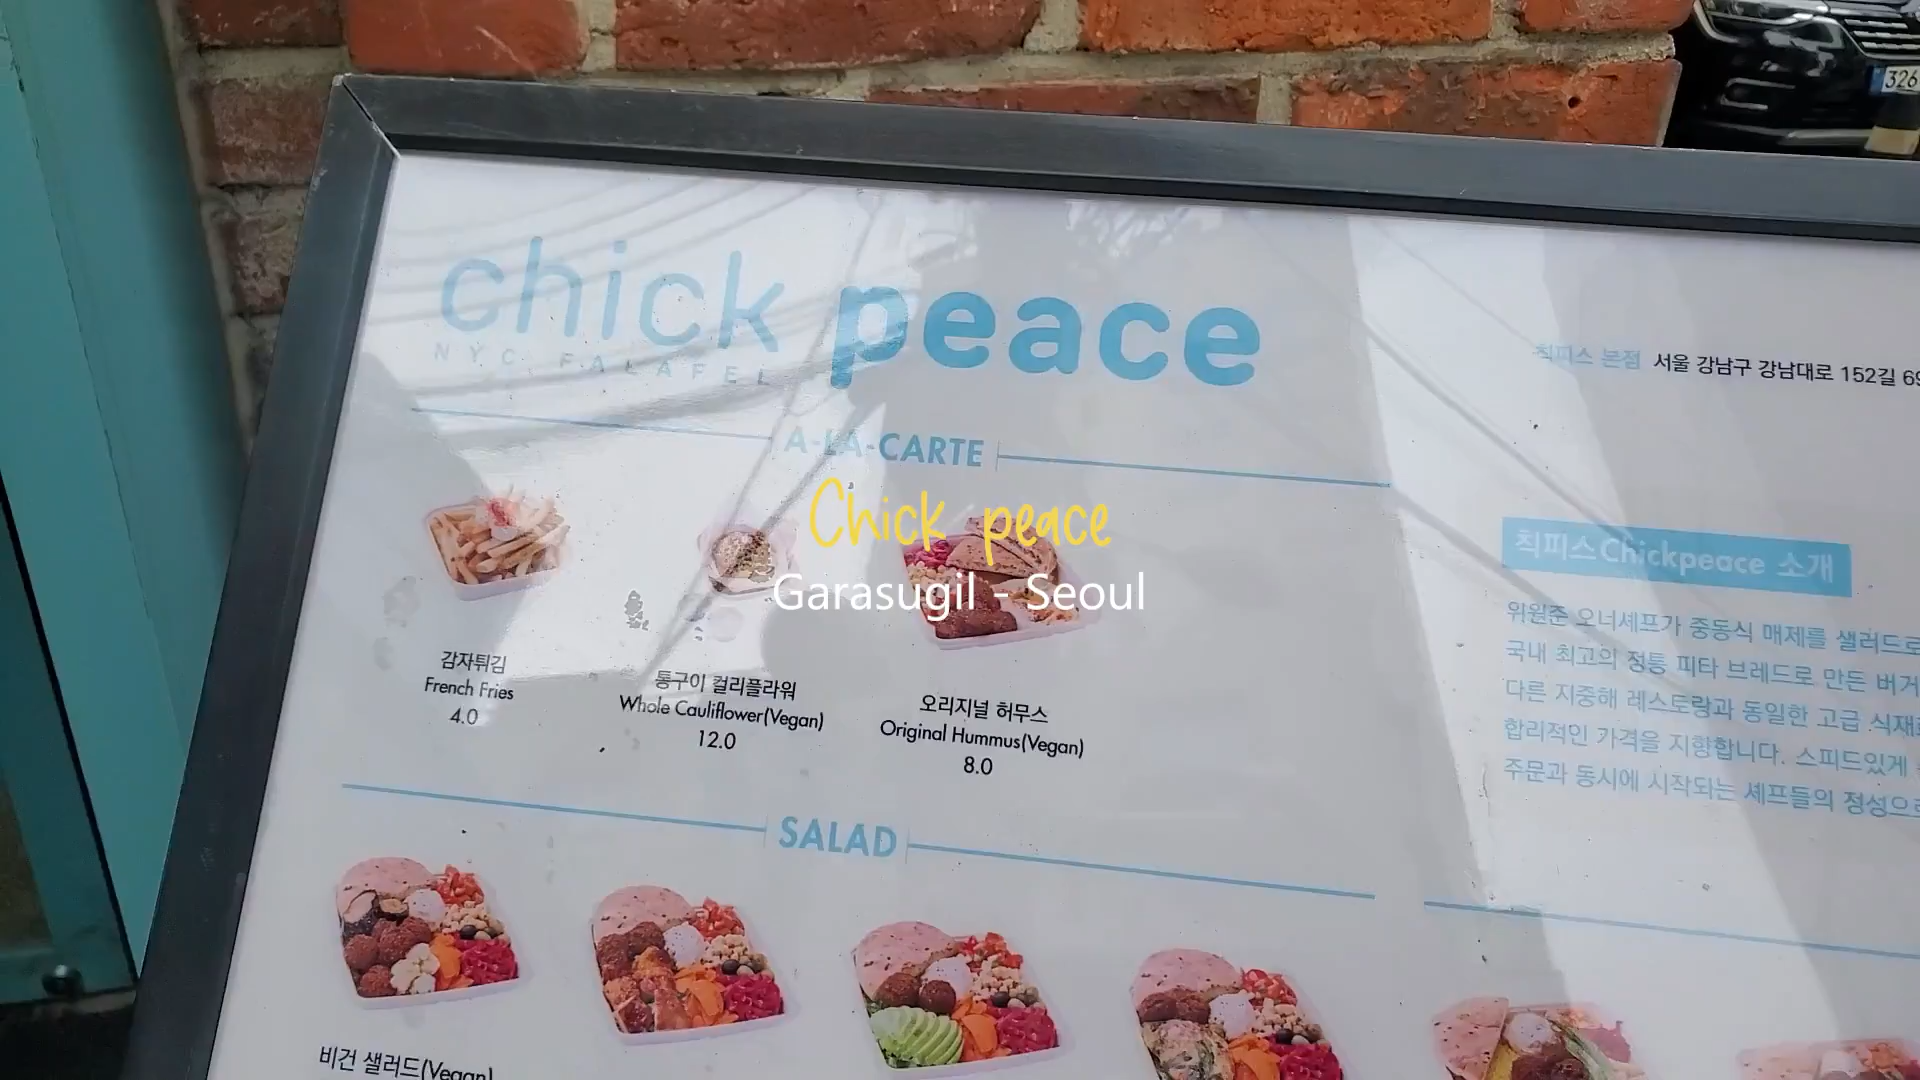 326
chick peace
NYC FALAFEL
칙피스 본점 서울 강남구 강남대로 152길
A-LA-CARTE
Chick peace
Garasugil - Seoul
감자튀김
French Fries
4.0
통구이 컬리플라워
Whole Cauliflower(Vegan)
12.0
오리지널 허무스
Original Hummus(Vegan)
8.0
칙피스Chickpeace 소개
위원준 오너셰프가 중동식 매제를 샐러드로
국내 최고의 정통 피타 브레드로 만든 버거
다른 지중해 레스토랑과 동일한 고급 식재
합리적인 가격을 지향합니다. 스피드있게
주문과 동시에 시작되는 셰프들의 정성으로
SALAD
비건 샐러드(Vegan)